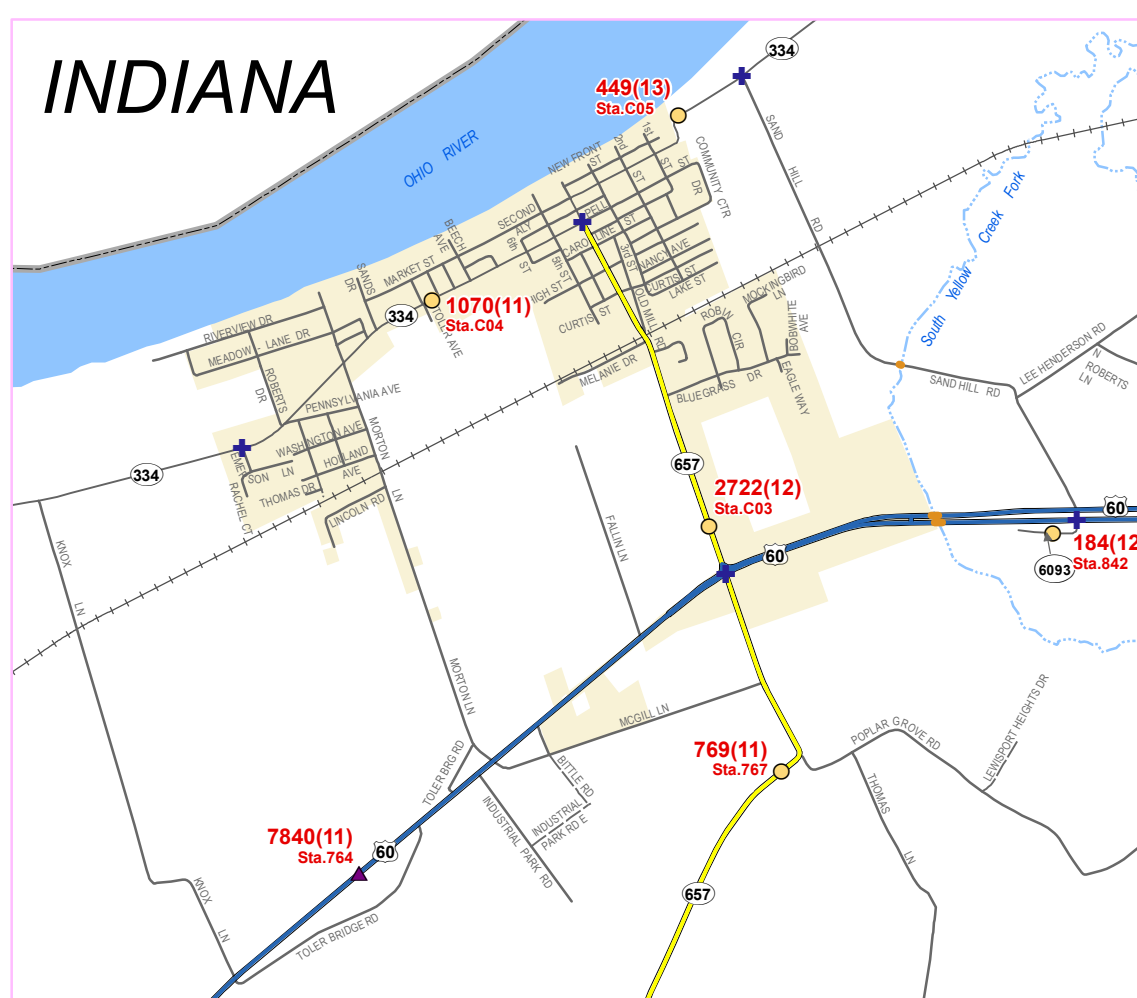 INDIANA
334
449(13)
Sta.C05
OHIO RIVER
SAND HILL RD
NEW FRONT ST
1st ST
2nd ST
COMMUNITY CTR DR
South Yellow Creek Fork
SECOND ST
ALY
PELL
BEECH
AVE
6th ST
CAROLINE ST
5th ST
3rd ST
NANCY AVE
MARKET ST
SANDS DR
HIGH ST
CURTIS ST
LAKE ST
MOCKINGBIRD LN
1070(11)
Sta.C04
334
TOLER AVE
CURTIS ST
OLD MILL RD
ROBIN CIR
BOBWHITE AVE
RIVERVIEW DR
MEADOW - LANE DR
MELANIE DR
BLUEGRASS DR
EAGLE WAY
SAND HILL RD
LEE HENDERSON RD
N ROBERTS LN
ROBERTS DR
PENNSYLVANIA AVE
WASHINGTON AVE
MORTON LN
HOLLAND AVE
EMERSON LN
THOMAS DR
LINCOLN RD
RACHEL CT
334
657
2722(12)
Sta.C03
60
60
184(12
Sta.842
6093
KNOX LN
FALLIN LN
MORTON LN
MCGILL LN
769(11)
Sta.767
POPLAR GROVE RD
LEWISPORT HEIGHTS DR
TOLER BRG RD
BITTLE RD
INDUSTRIAL PARK RD E
INDUSTRIAL PARK RD
THOMAS LN
7840(11)
Sta.764
60
657
KNOX LN
TOLER BRIDGE RD